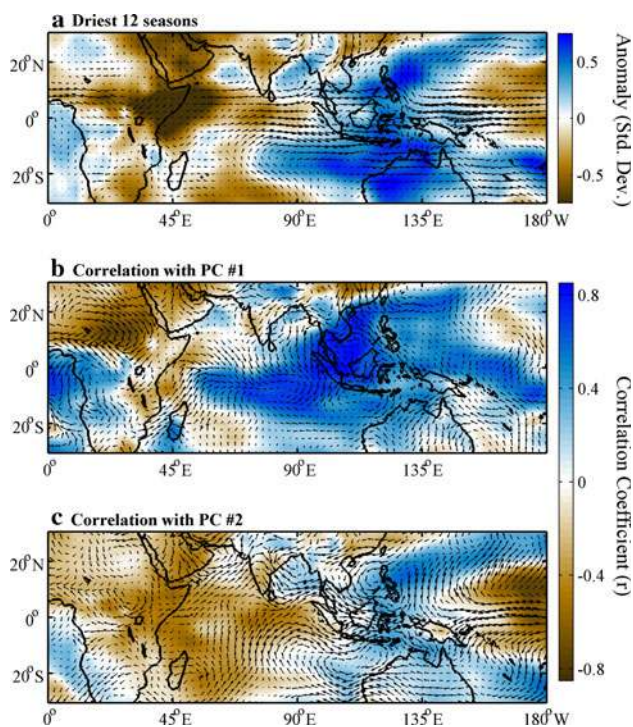 a Driest 12 seasons
20°N
0°
20°S
0° 45°E 90°E 135°E 180°W
0.5
0
-0.5
Anomaly (Std. Dev.)
b Correlation with PC #1
20°N
0°
20°S
0° 45°E 90°E 135°E 180°W
c Correlation with PC #2
20°N
0°
20°S
0° 45°E 90°E 135°E 180°W
0.8
0.4
0
-0.4
-0.8
Correlation Coefficient (r)